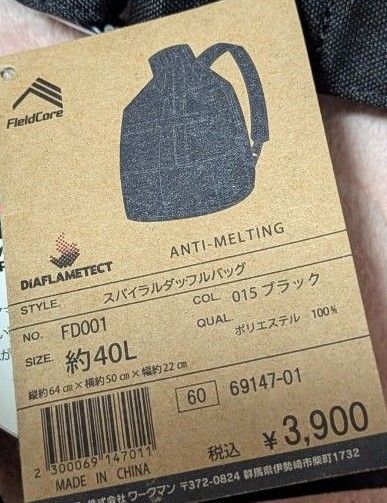 FieldCore
DiAFLAMETECT
ANTI-MELTING
STYLE. スパイラルダッフルバッグ
NO. FD001
COL. 015 ブラック
SIZE. 約40L
QUAL. ポリエステル 100%
縦約64㎝×横約50㎝×幅約22㎝
60 69147-01
2 300069 147011
税込 ¥3,900
MADE IN CHINA
ワークマン 〒372-0824 群馬県伊勢崎市柴町1732